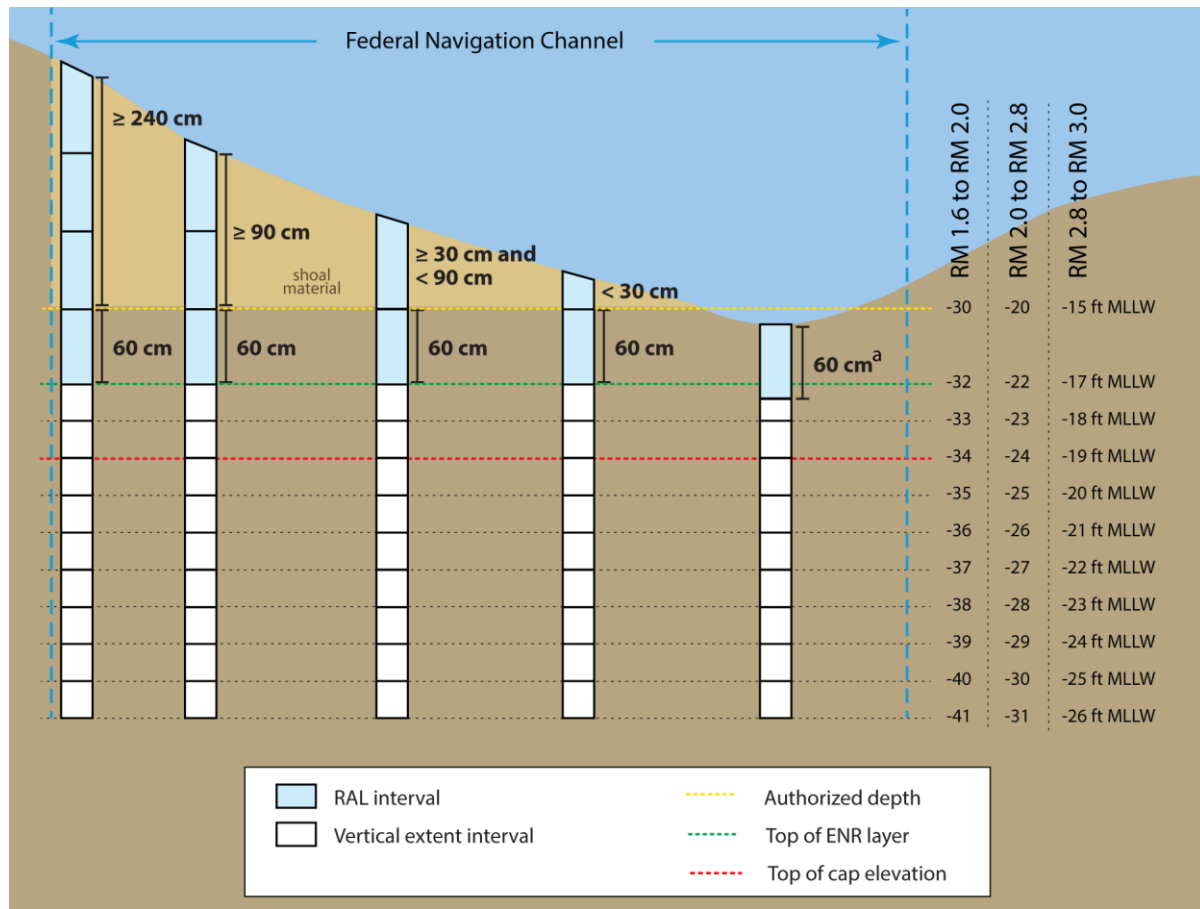 Federal Navigation Channel
RM 1.6 to RM 2.0
RM 2.0 to RM 2.8
RM 2.8 to RM 3.0
≥ 240 cm
≥ 90 cm
≥ 30 cm and
< 90 cm
shoal
material
< 30 cm
-30 -20 -15 ft MLLW
60 cm 60 cm 60 cm 60 cm 60 cmᵃ
-32 -22 -17 ft MLLW
-33 -23 -18 ft MLLW
-34 -24 -19 ft MLLW
-35 -25 -20 ft MLLW
-36 -26 -21 ft MLLW
-37 -27 -22 ft MLLW
-38 -28 -23 ft MLLW
-39 -29 -24 ft MLLW
-40 -30 -25 ft MLLW
-41 -31 -26 ft MLLW
RAL interval
Vertical extent interval
Authorized depth
Top of ENR layer
Top of cap elevation